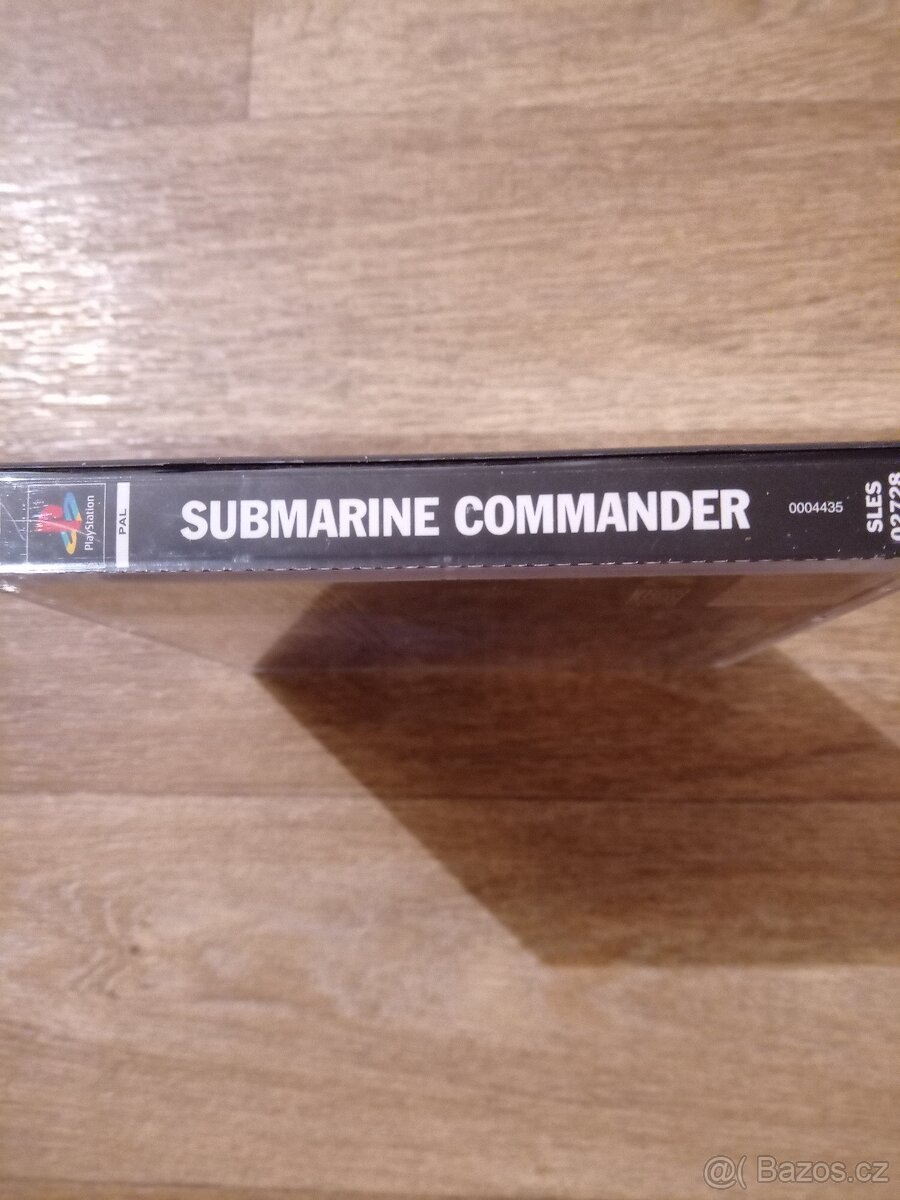 PlayStation
PAL
SUBMARINE COMMANDER
0004435
SLES
02728
@( Bazos.cz